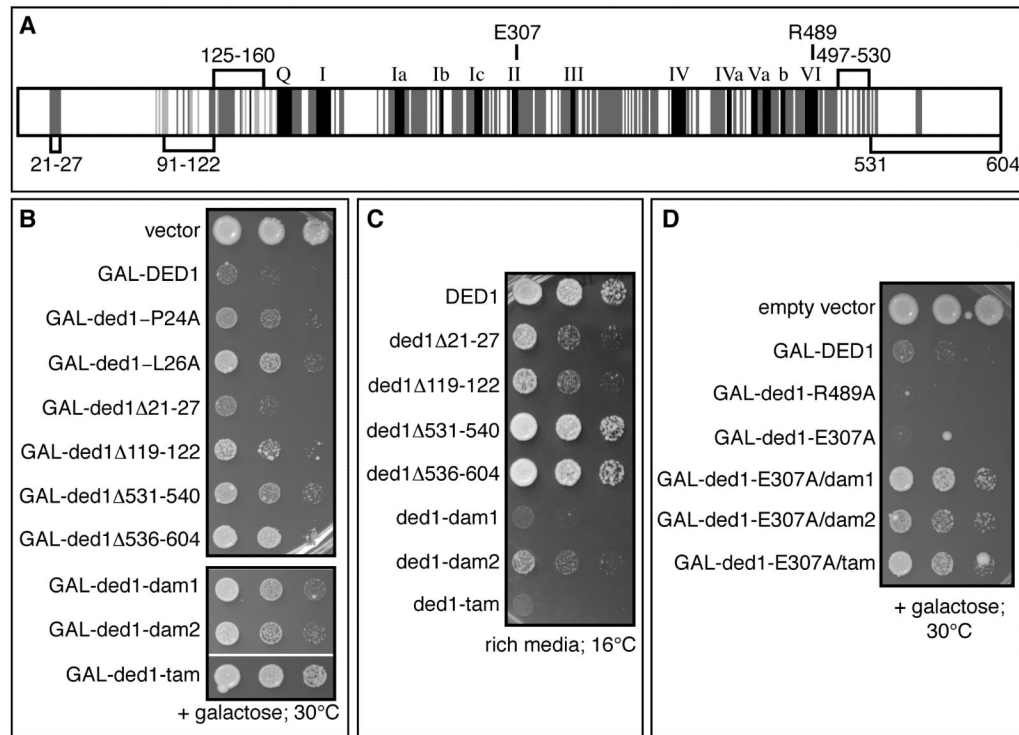 A
E307 R489
125-160 497-530
Q I Ia Ib Ic II III IV IVa Va b VI
21-27 91-122 531 604
B
vector
GAL-DED1
GAL-ded1–P24A
GAL-ded1–L26A
GAL-ded1Δ21-27
GAL-ded1Δ119-122
GAL-ded1Δ531-540
GAL-ded1Δ536-604
GAL-ded1-dam1
GAL-ded1-dam2
GAL-ded1-tam
+ galactose; 30°C
C
DED1
ded1Δ21-27
ded1Δ119-122
ded1Δ531-540
ded1Δ536-604
ded1-dam1
ded1-dam2
ded1-tam
rich media; 16°C
D
empty vector
GAL-DED1
GAL-ded1-R489A
GAL-ded1-E307A
GAL-ded1-E307A/dam1
GAL-ded1-E307A/dam2
GAL-ded1-E307A/tam
+ galactose;
30°C